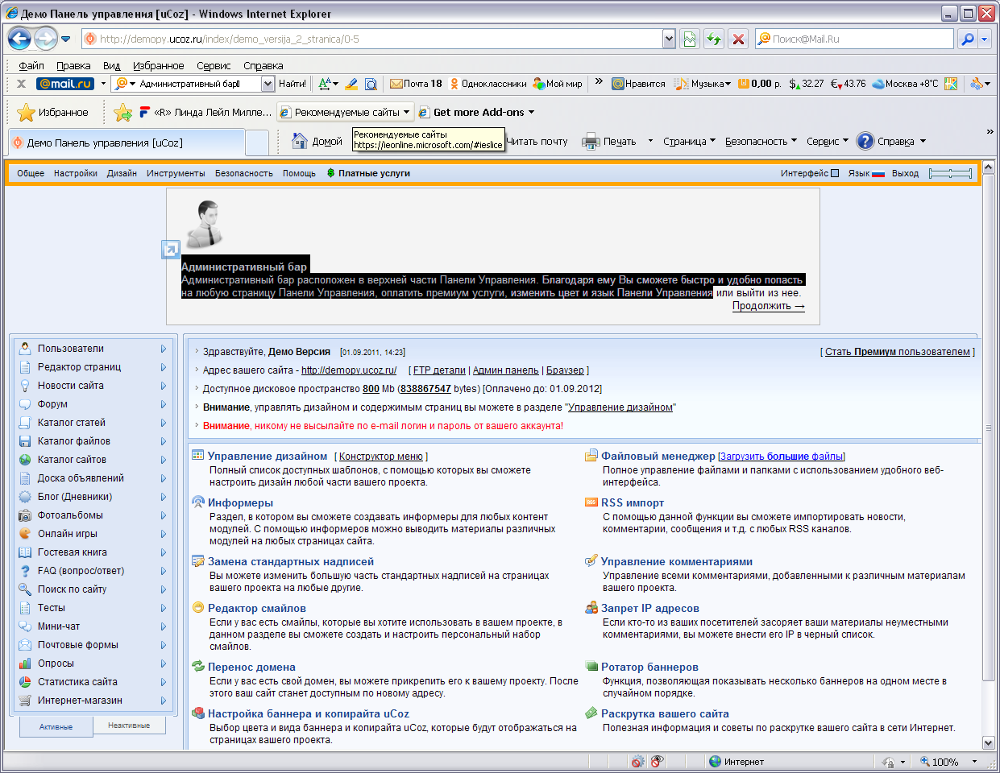 Демо Панель управления [uCoz] - Windows Internet Explorer
http://demopy.ucoz.ru/index/demo_versija_2_stranica/0-5
Поиск@Mail.Ru
Файл Правка Вид Избранное Сервис Справка
@mail.ru Административный бар Найти! Почта 18 Одноклассники Мой мир » Нравится Музыка 0,00 р. $ 32.27 € 43.76 Москва +8°C
Избранное «R» Линда Лейл Милле... Рекомендуемые сайты Get more Add-ons
Рекомендуемые сайты
https://ieonline.microsoft.com/#ieslice
Демо Панель управления [uCoz] Домой Читать почту Печать Страница Безопасность Сервис Справка »
Общее Настройки Дизайн Инструменты Безопасность Помощь $ Платные услуги Интерфейс Язык Выход
Административный бар
Административный бар расположен в верхней части Панели Управления. Благодаря ему Вы сможете быстро и удобно попасть
на любую страницу Панели Управления, оплатить премиум услуги, изменить цвет и язык Панели Управления или выйти из нее.
Продолжить →
Пользователи
Редактор страниц
Новости сайта
Форум
Каталог статей
Каталог файлов
Каталог сайтов
Доска объявлений
Блог (Дневники)
Фотоальбомы
Онлайн игры
Гостевая книга
FAQ (вопрос/ответ)
Поиск по сайту
Тесты
Мини-чат
Почтовые формы
Опросы
Статистика сайта
Интернет-магазин
Активные Неактивные
Здравствуйте, Демо Версия [01.09.2011, 14:23] [ Стать Премиум пользователем ]
Адрес вашего сайта - http://demopy.ucoz.ru/ [ FTP детали | Админ панель | Браузер ]
Доступное дисковое пространство 800 Mb (838867547 bytes) [Оплачено до: 01.09.2012]
Внимание, управлять дизайном и содержимым страниц вы можете в разделе "Управление дизайном"
Внимание, никому не высылайте по e-mail логин и пароль от вашего аккаунта!
Управление дизайном [ Конструктор меню ]
Полный список доступных шаблонов, с помощью которых вы сможете
настроить дизайн любой части вашего проекта.
Файловый менеджер [Загрузить большие файлы]
Полное управление файлами и папками с использованием удобного веб-
интерфейса.
Информеры
Раздел, в котором вы сможете создавать информеры для любых контент
модулей. С помощью информеров можно выводить материалы различных
модулей на любых страницах сайта.
RSS импорт
С помощью данной функции вы сможете импортировать новости,
комментарии, сообщения и т.д. с любых RSS каналов.
Замена стандартных надписей
Вы можете изменить большую часть стандартных надписей на страницах
вашего проекта на любые другие.
Управление комментариями
Управление всеми комментариями, добавленными к различным материалам
вашего проекта.
Редактор смайлов
Если у вас есть смайлы, которые вы хотите использовать в вашем проекте, в
данном разделе вы сможете создать и настроить персональный набор
смайлов.
Запрет IP адресов
Если кто-то из ваших посетителей засоряет ваши материалы неуместными
комментариями, вы можете внести его IP в черный список.
Перенос домена
Если у вас есть свой домен, вы можете прикрепить его к вашему проекту. После
этого ваш сайт станет доступным по новому адресу.
Ротатор баннеров
Функция, позволяющая показывать несколько баннеров на одном месте в
случайном порядке.
Настройка баннера и копирайта uCoz
Выбор цвета и вида баннера и копирайта uCoz, которые будут отображаться на
страницах вашего проекта.
Раскрутка вашего сайта
Полезная информация и советы по раскрутке вашего сайта в сети Интернет.
Интернет 100%